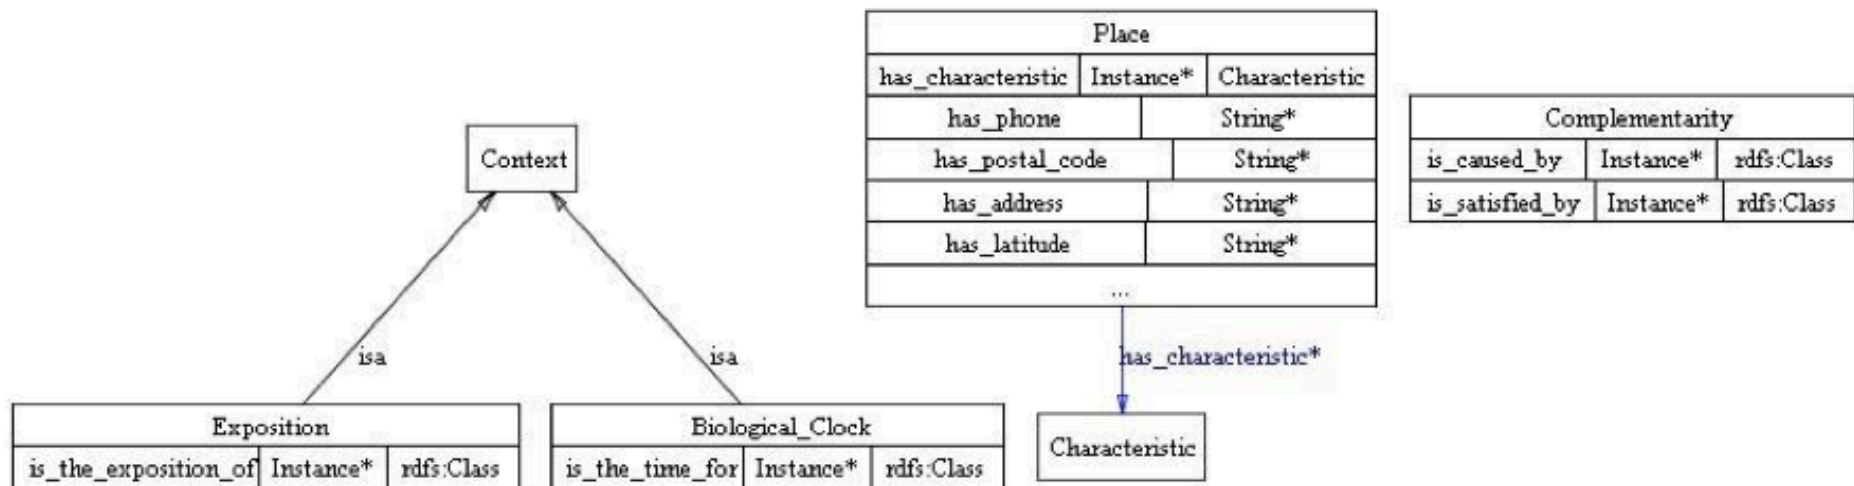 Place
has_characteristic Instance* Characteristic
has_phone String*
has_postal_code String*
has_address String*
has_latitude String*
...
Complementarity
is_caused_by Instance* rdfs:Class
is_satisfied_by Instance* rdfs:Class
Context
isa
isa
has_characteristic*
Exposition
is_the_exposition_of Instance* rdfs:Class
Biological_Clock
is_the_time_for Instance* rdfs:Class
Characteristic